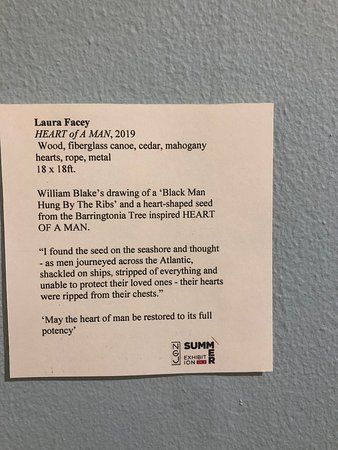 Laura Facey
HEART of A MAN, 2019
Wood, fiberglass canoe, cedar, mahogany
hearts, rope, metal
18 x 18ft.
William Blake's drawing of a 'Black Man
Hung By The Ribs' and a heart-shaped seed
from the Barringtonia Tree inspired HEART
OF A MAN.
"I found the seed on the seashore and thought
- as men journeyed across the Atlantic,
shackled on ships, stripped of everything and
unable to protect their loved ones - their hearts
were ripped from their chests."
'May the heart of man be restored to its full
potency'
NGJ
SUMMER
EXHIBIT
ION